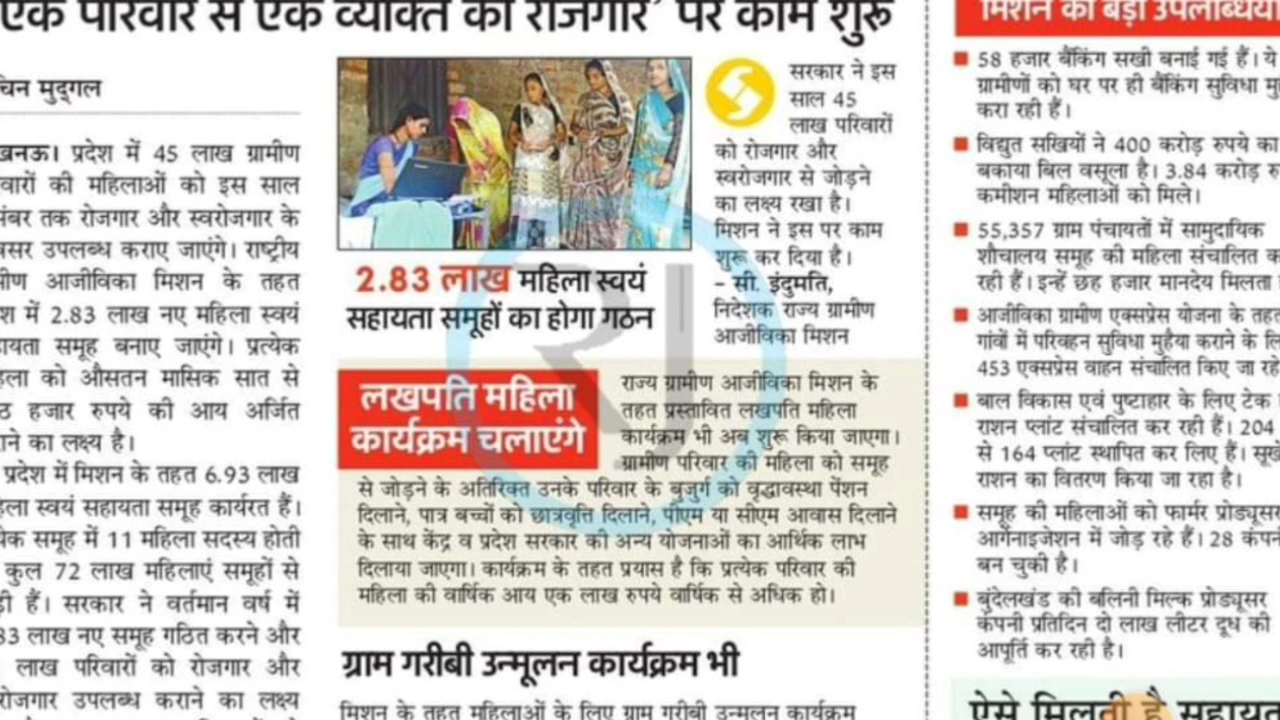 एक परिवार से एक व्यक्ति को रोजगार' पर काम शुरू
मुद्गल
प्रदेश में 45 लाख ग्रामीण
की महिलाओं को इस साल
तक रोजगार और स्वरोजगार के
उपलब्ध कराए जाएंगे। राष्ट्रीय
आजीविका मिशन के तहत
में 2.83 लाख नए महिला स्वयं
समूह बनाए जाएंगे। प्रत्येक
को औसतन मासिक सात से
हजार रुपये की आय अर्जित
का लक्ष्य है।
प्रदेश में मिशन के तहत 6.93 लाख
स्वयं सहायता समूह कार्यरत हैं।
समूह में 11 महिला सदस्य होती
कुल 72 लाख महिलाएं समूहों से
हैं। सरकार ने वर्तमान वर्ष में
लाख नए समूह गठित करने और
लाख परिवारों को रोजगार और
उपलब्ध कराने का लक्ष्य
2.83 लाख महिला स्वयं
सहायता समूहों का होगा गठन
सरकार ने इस
साल 45
लाख परिवारों
को रोजगार और
स्वरोजगार से जोड़ने
का लक्ष्य रखा है।
मिशन ने इस पर काम
शुरू कर दिया है।
– सी. इंदुमति,
निदेशक राज्य ग्रामीण
आजीविका मिशन
लखपति महिला
कार्यक्रम चलाएंगे
राज्य ग्रामीण आजीविका मिशन के
तहत प्रस्तावित लखपति महिला
कार्यक्रम भी अब शुरू किया जाएगा।
ग्रामीण परिवार की महिला को समूह
से जोड़ने के अतिरिक्त उनके परिवार के बुजुर्ग को वृद्धावस्था पेंशन
दिलाने, पात्र बच्चों को छात्रवृत्ति दिलाने, पीएम या सीएम आवास दिलाने
के साथ केंद्र व प्रदेश सरकार की अन्य योजनाओं का आर्थिक लाभ
दिलाया जाएगा। कार्यक्रम के तहत प्रयास है कि प्रत्येक परिवार की
महिला की वार्षिक आय एक लाख रुपये वार्षिक से अधिक हो।
ग्राम गरीबी उन्मूलन कार्यक्रम भी
मिशन के तहत महिलाओं के लिए ग्राम गरीबी उन्मूलन कार्यक्रम
मिशन की बड़ी उपलब्धियां
58 हजार बैंकिंग सखी बनाई गई हैं। ये
ग्रामीणों को घर पर ही बैंकिंग सुविधा
करा रही हैं।
विद्युत सखियों ने 400 करोड़ रुपये का
बकाया बिल वसूला है। 3.84 करोड़
कमीशन महिलाओं को मिले।
55,357 ग्राम पंचायतों में सामुदायिक
शौचालय समूह की महिला संचालित
रही हैं। इन्हें छह हजार मानदेय मिलता
आजीविका ग्रामीण एक्सप्रेस योजना के तहत
गांवों में परिवहन सुविधा मुहैया कराने के
453 एक्सप्रेस वाहन संचालित किए जा रहे
बाल विकास एवं पुष्टाहार के लिए टेक
राशन प्लांट संचालित कर रही हैं। 204
से 164 प्लांट स्थापित कर लिए हैं।
राशन का वितरण किया जा रहा है।
समूह की महिलाओं को फार्मर प्रोड्यूसर
आर्गेनाइजेशन में जोड़ रहे हैं। 28
बन चुकी है।
बुंदेलखंड की बलिनी मिल्क प्रोड्यूसर
कंपनी प्रतिदिन दो लाख लीटर दूध की
आपूर्ति कर रही है।
ऐसे मिलती है